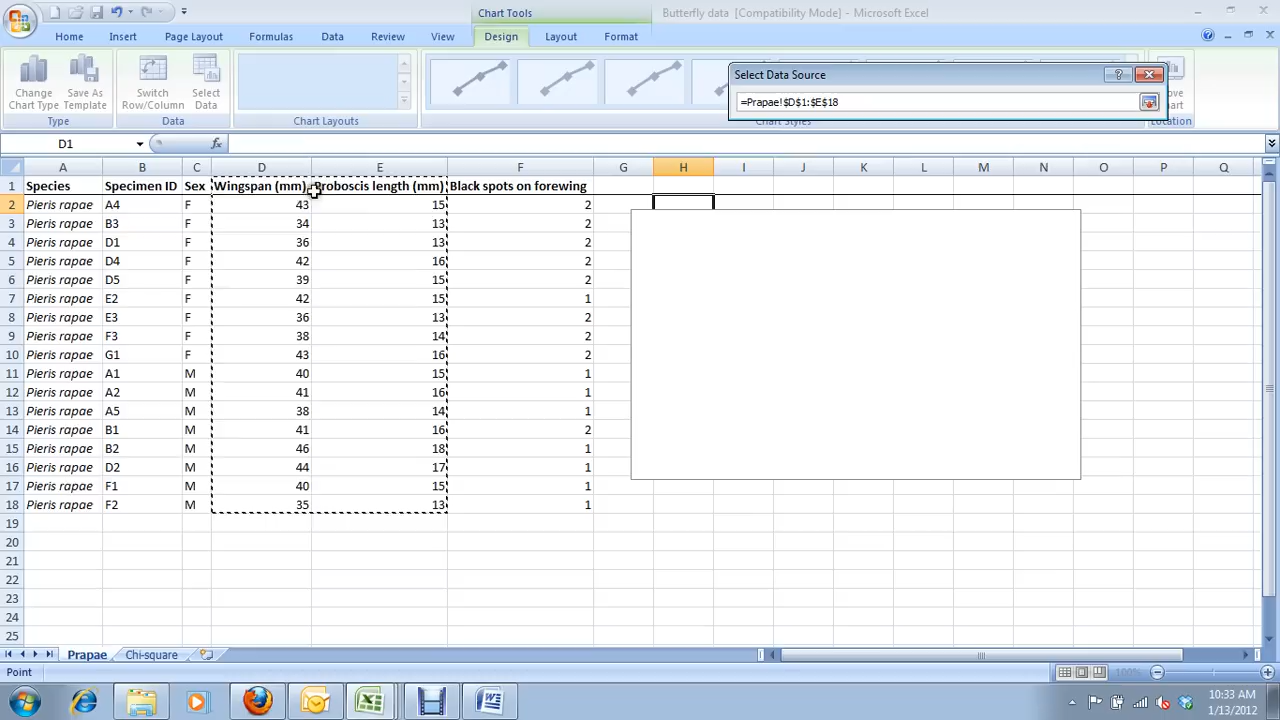 Chart Tools
Butterfly data [Compatibility Mode] - Microsoft Excel
Home Insert Page Layout Formulas Data Review View Design Layout Format
Change Chart Type
Save As Template
Switch Row/Column
Select Data
Type Data Chart Layouts Chart Styles Location
Select Data Source
=Prapae!$D$1:$E$18
D1
A B C D E F G H I J K L M N O P Q
1 Species Specimen ID Sex Wingspan (mm) Proboscis length (mm) Black spots on forewing
2 Pieris rapae A4 F 43 15 2
3 Pieris rapae B3 F 34 13 2
4 Pieris rapae D1 F 36 13 2
5 Pieris rapae D4 F 42 16 2
6 Pieris rapae D5 F 39 15 2
7 Pieris rapae E2 F 42 15 1
8 Pieris rapae E3 F 36 13 2
9 Pieris rapae F3 F 38 14 2
10 Pieris rapae G1 F 43 16 2
11 Pieris rapae A1 M 40 15 1
12 Pieris rapae A2 M 41 16 1
13 Pieris rapae A5 M 38 14 1
14 Pieris rapae B1 M 41 16 2
15 Pieris rapae B2 M 46 18 1
16 Pieris rapae D2 M 44 17 1
17 Pieris rapae F1 M 40 15 1
18 Pieris rapae F2 M 35 13 1
19
20
21
22
23
24
25
Prapae Chi-square
Point 100%
10:33 AM
1/13/2012